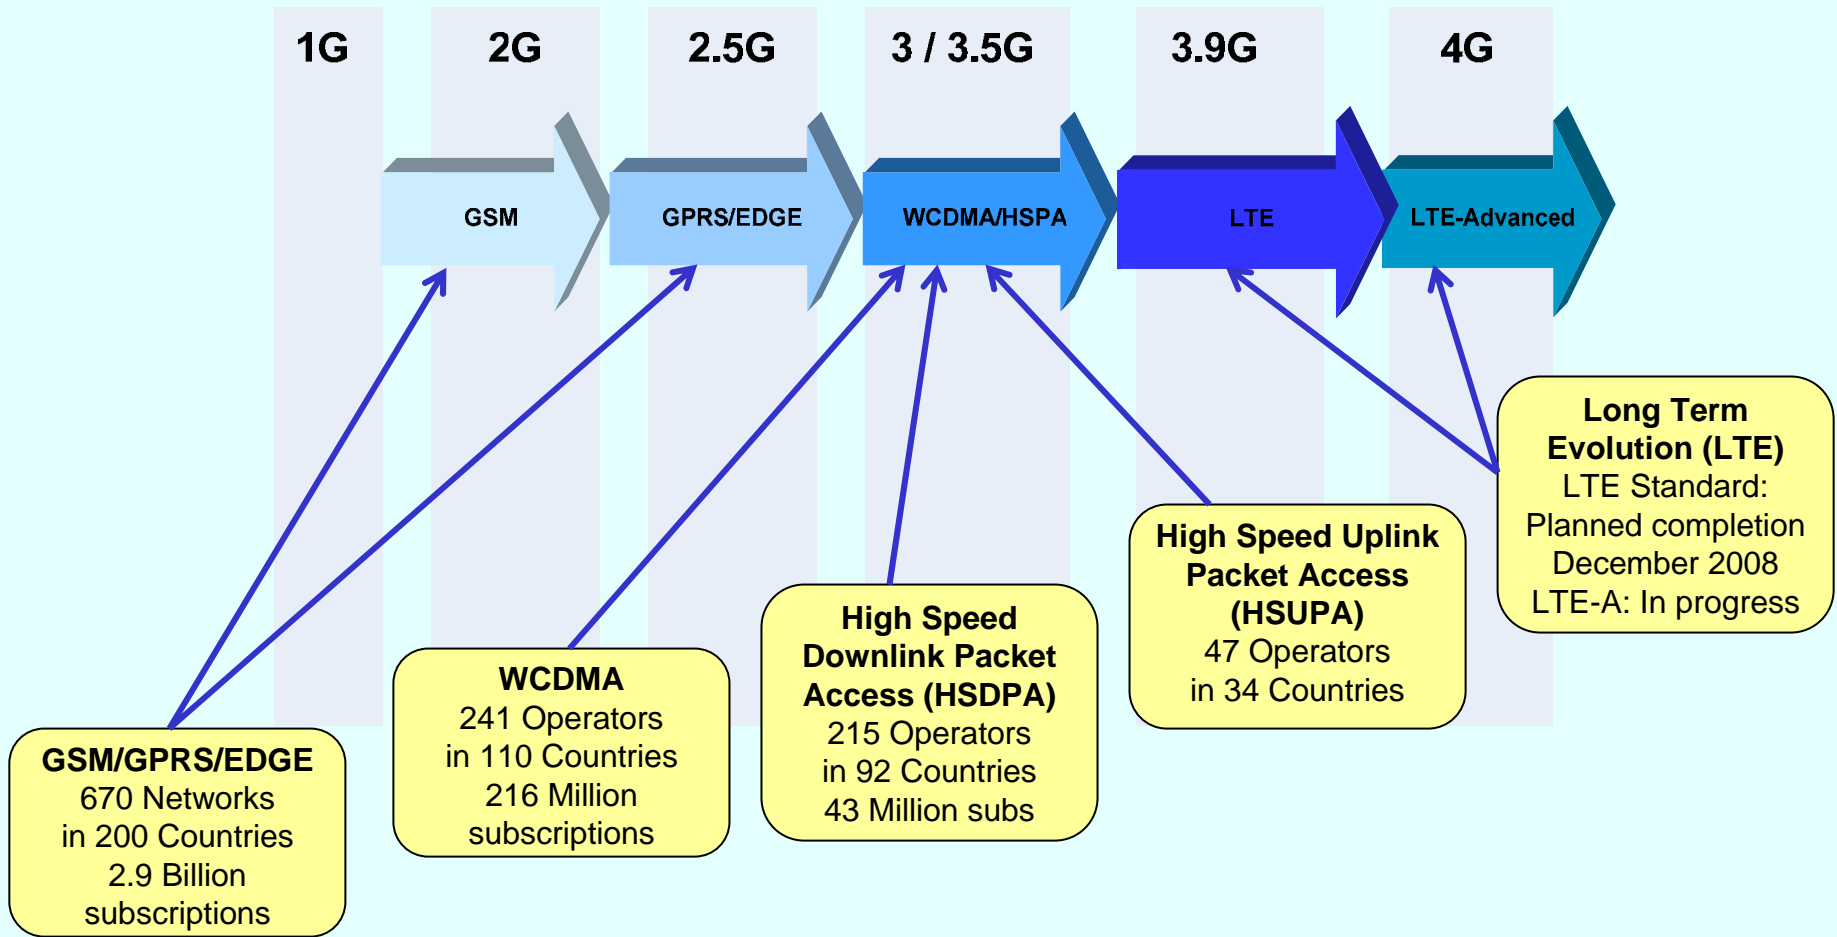 1G
2G
2.5G
3 / 3.5G
3.9G
4G
GSM
GPRS/EDGE
WCDMA/HSPA
LTE
LTE-Advanced
Long Term
Evolution (LTE)
LTE Standard:
Planned completion
December 2008
LTE-A: In progress
High Speed Uplink
Packet Access
(HSUPA)
47 Operators
in 34 Countries
High Speed
Downlink Packet
Access (HSDPA)
215 Operators
in 92 Countries
43 Million subs
WCDMA
241 Operators
in 110 Countries
216 Million
subscriptions
GSM/GPRS/EDGE
670 Networks
in 200 Countries
2.9 Billion
subscriptions